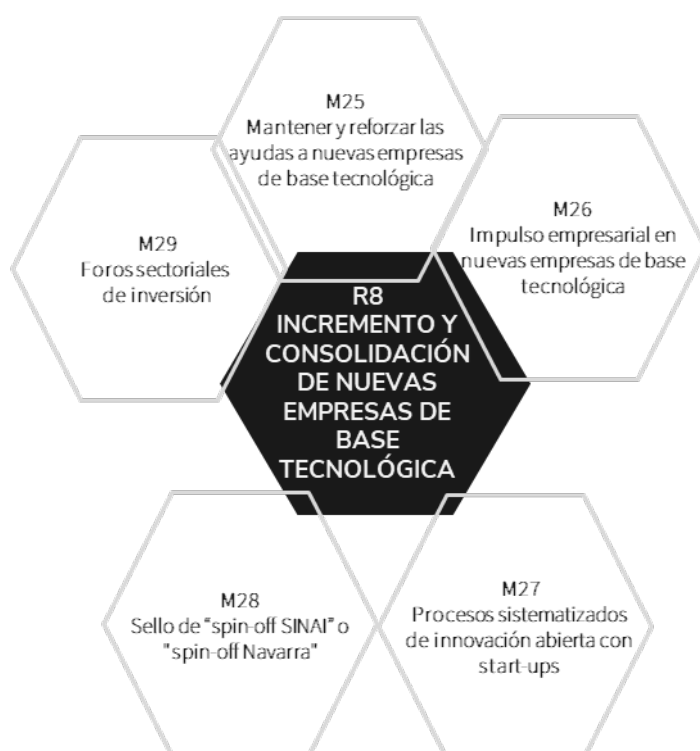 M25
Mantener y reforzar las
ayudas a nuevas empresas
de base tecnológica
M26
Impulso empresarial en
nuevas empresas de base
tecnológica
M29
Foros sectoriales
de inversión
R8
INCREMENTO Y
CONSOLIDACIÓN
DE NUEVAS
EMPRESAS DE
BASE
TECNOLÓGICA
M28
Sello de “spin-off SINAI” o
"spin-off Navarra"
M27
Procesos sistematizados
de innovación abierta con
start-ups